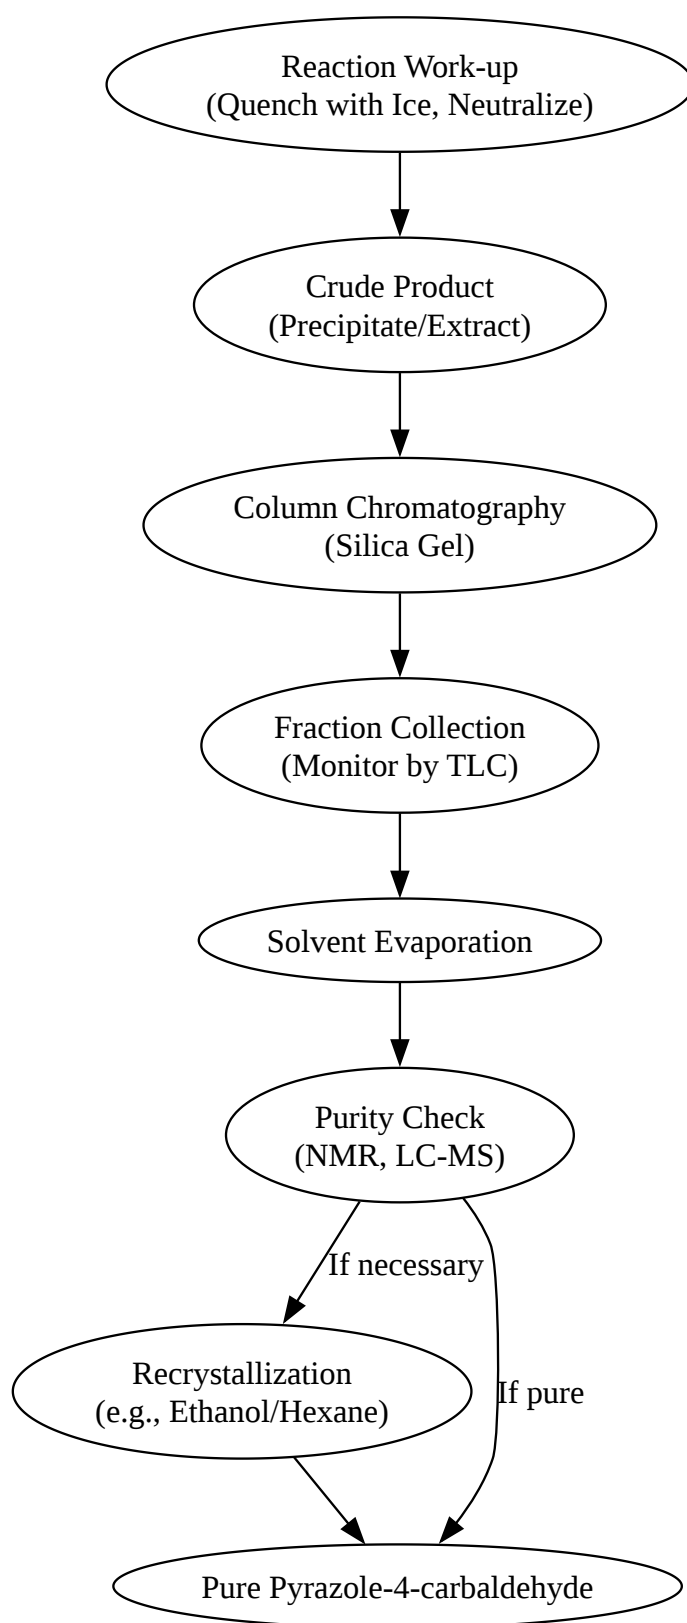 Reaction Work-up
(Quench with Ice, Neutralize)
Crude Product
(Precipitate/Extract)
Column Chromatography
(Silica Gel)
Fraction Collection
(Monitor by TLC)
Solvent Evaporation
Purity Check
(NMR, LC-MS)
If necessary
Recrystallization
(e.g., Ethanol/Hexane)
If pure
Pure Pyrazole-4-carbaldehyde